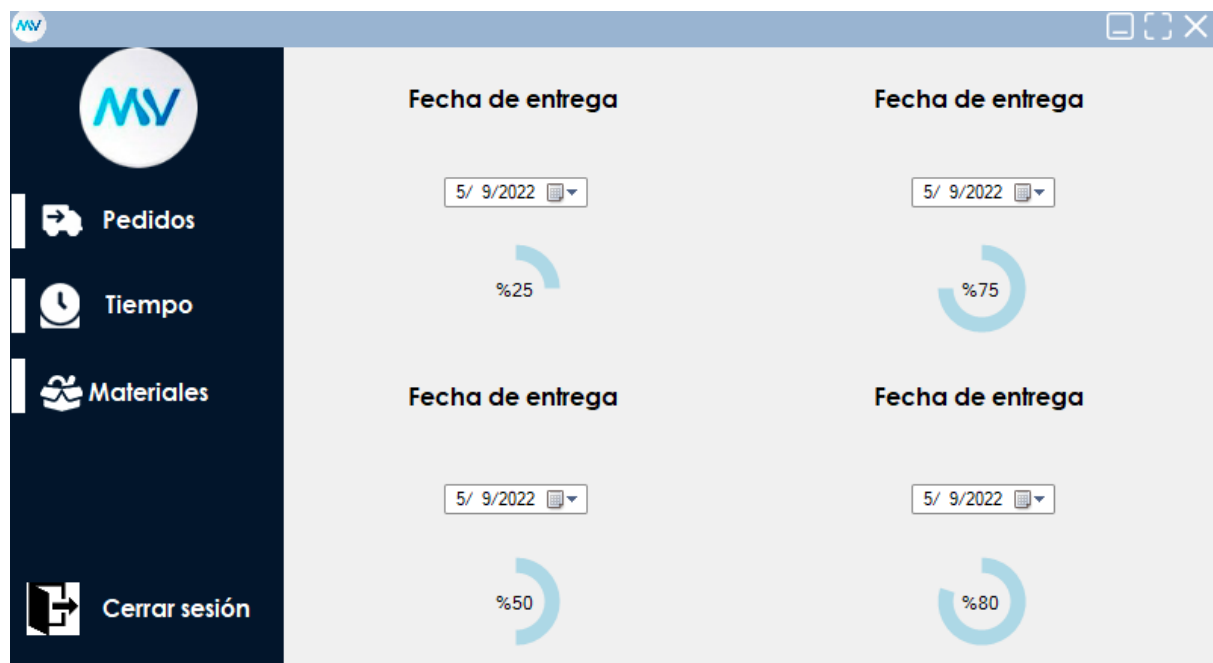 MV
MV
Pedidos
Tiempo
Materiales
Cerrar sesión
Fecha de entrega
5/ 9/2022
%25
Fecha de entrega
5/ 9/2022
%75
Fecha de entrega
5/ 9/2022
%50
Fecha de entrega
5/ 9/2022
%80